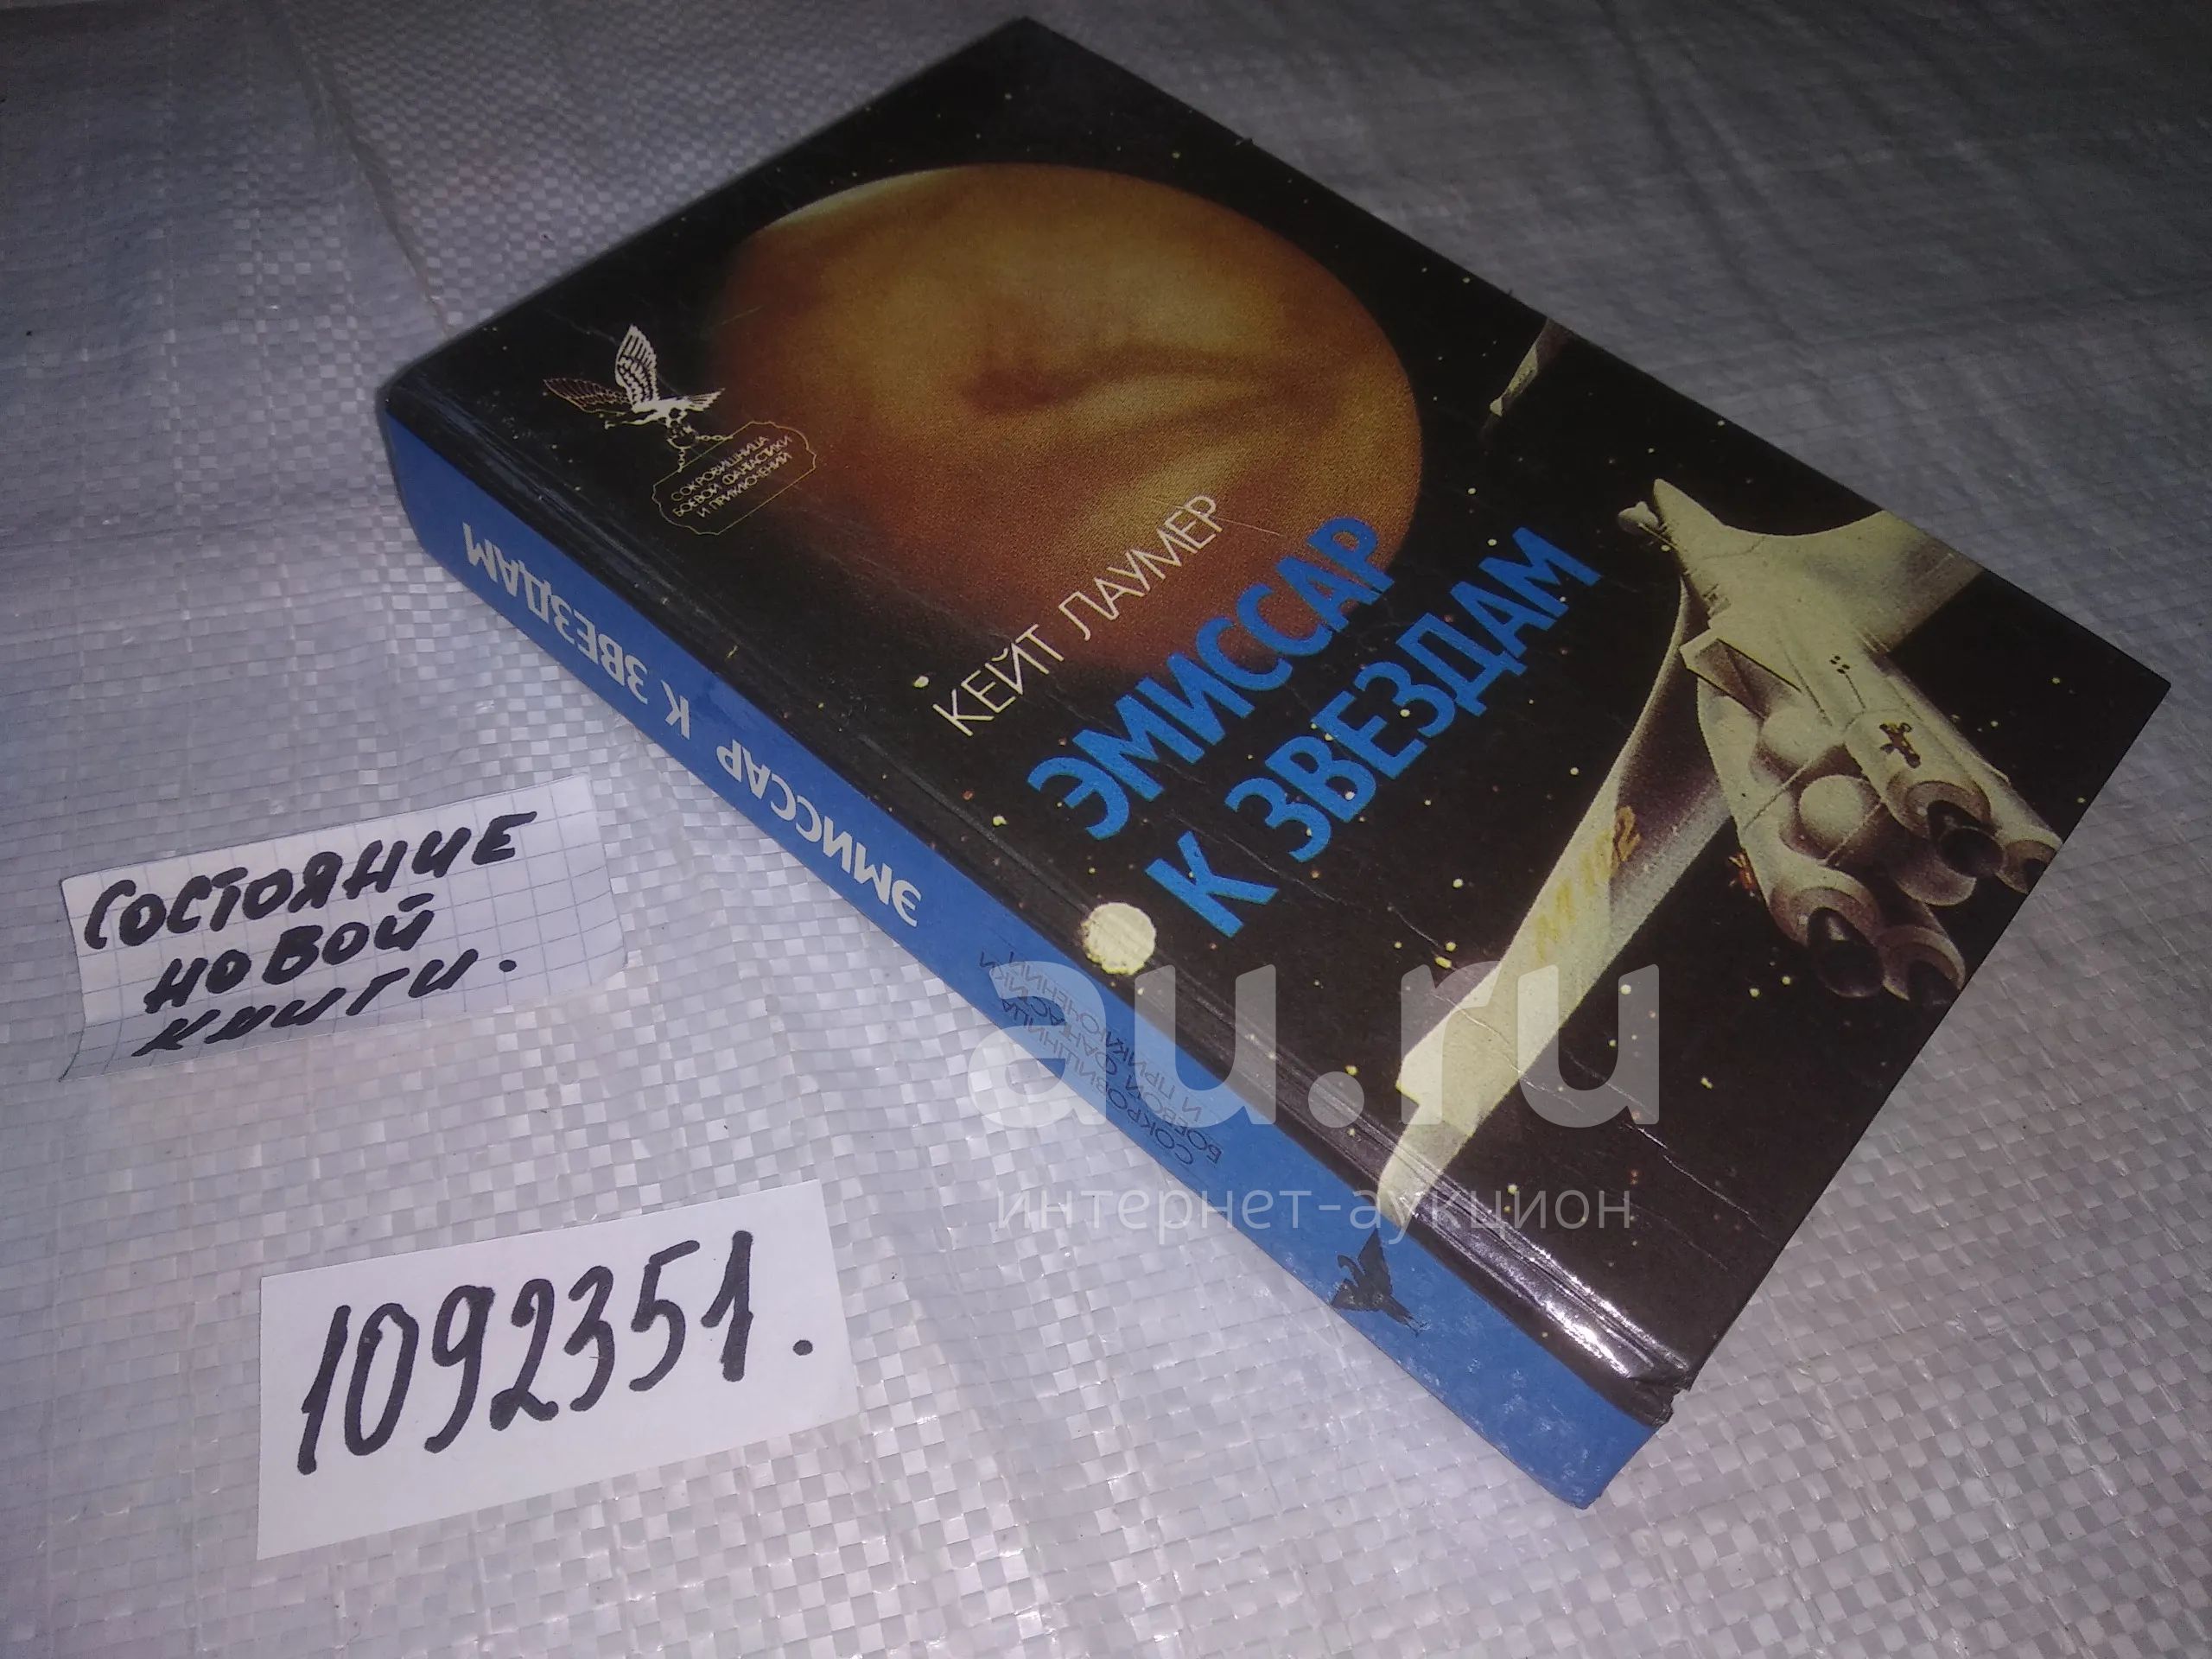 СОКРОВИЩНИЦА
БОЕВОЙ ФАНТАСТИКИ
И ПРИКЛЮЧЕНИЙ
КЕЙТ ЛАУМЕР
ЭМИССАР
К ЗВЕЗДАМ
ЭМИССАР К ЗВЕЗДАМ
СОКРОВИЩНИЦА
БОЕВОЙ ФАНТАСТИКИ
И ПРИКЛЮЧЕНИЙ
СОСТОЯНИЕ
НОВОЙ
КНИГИ.
1092351.
au.ru
интернет-аукцион